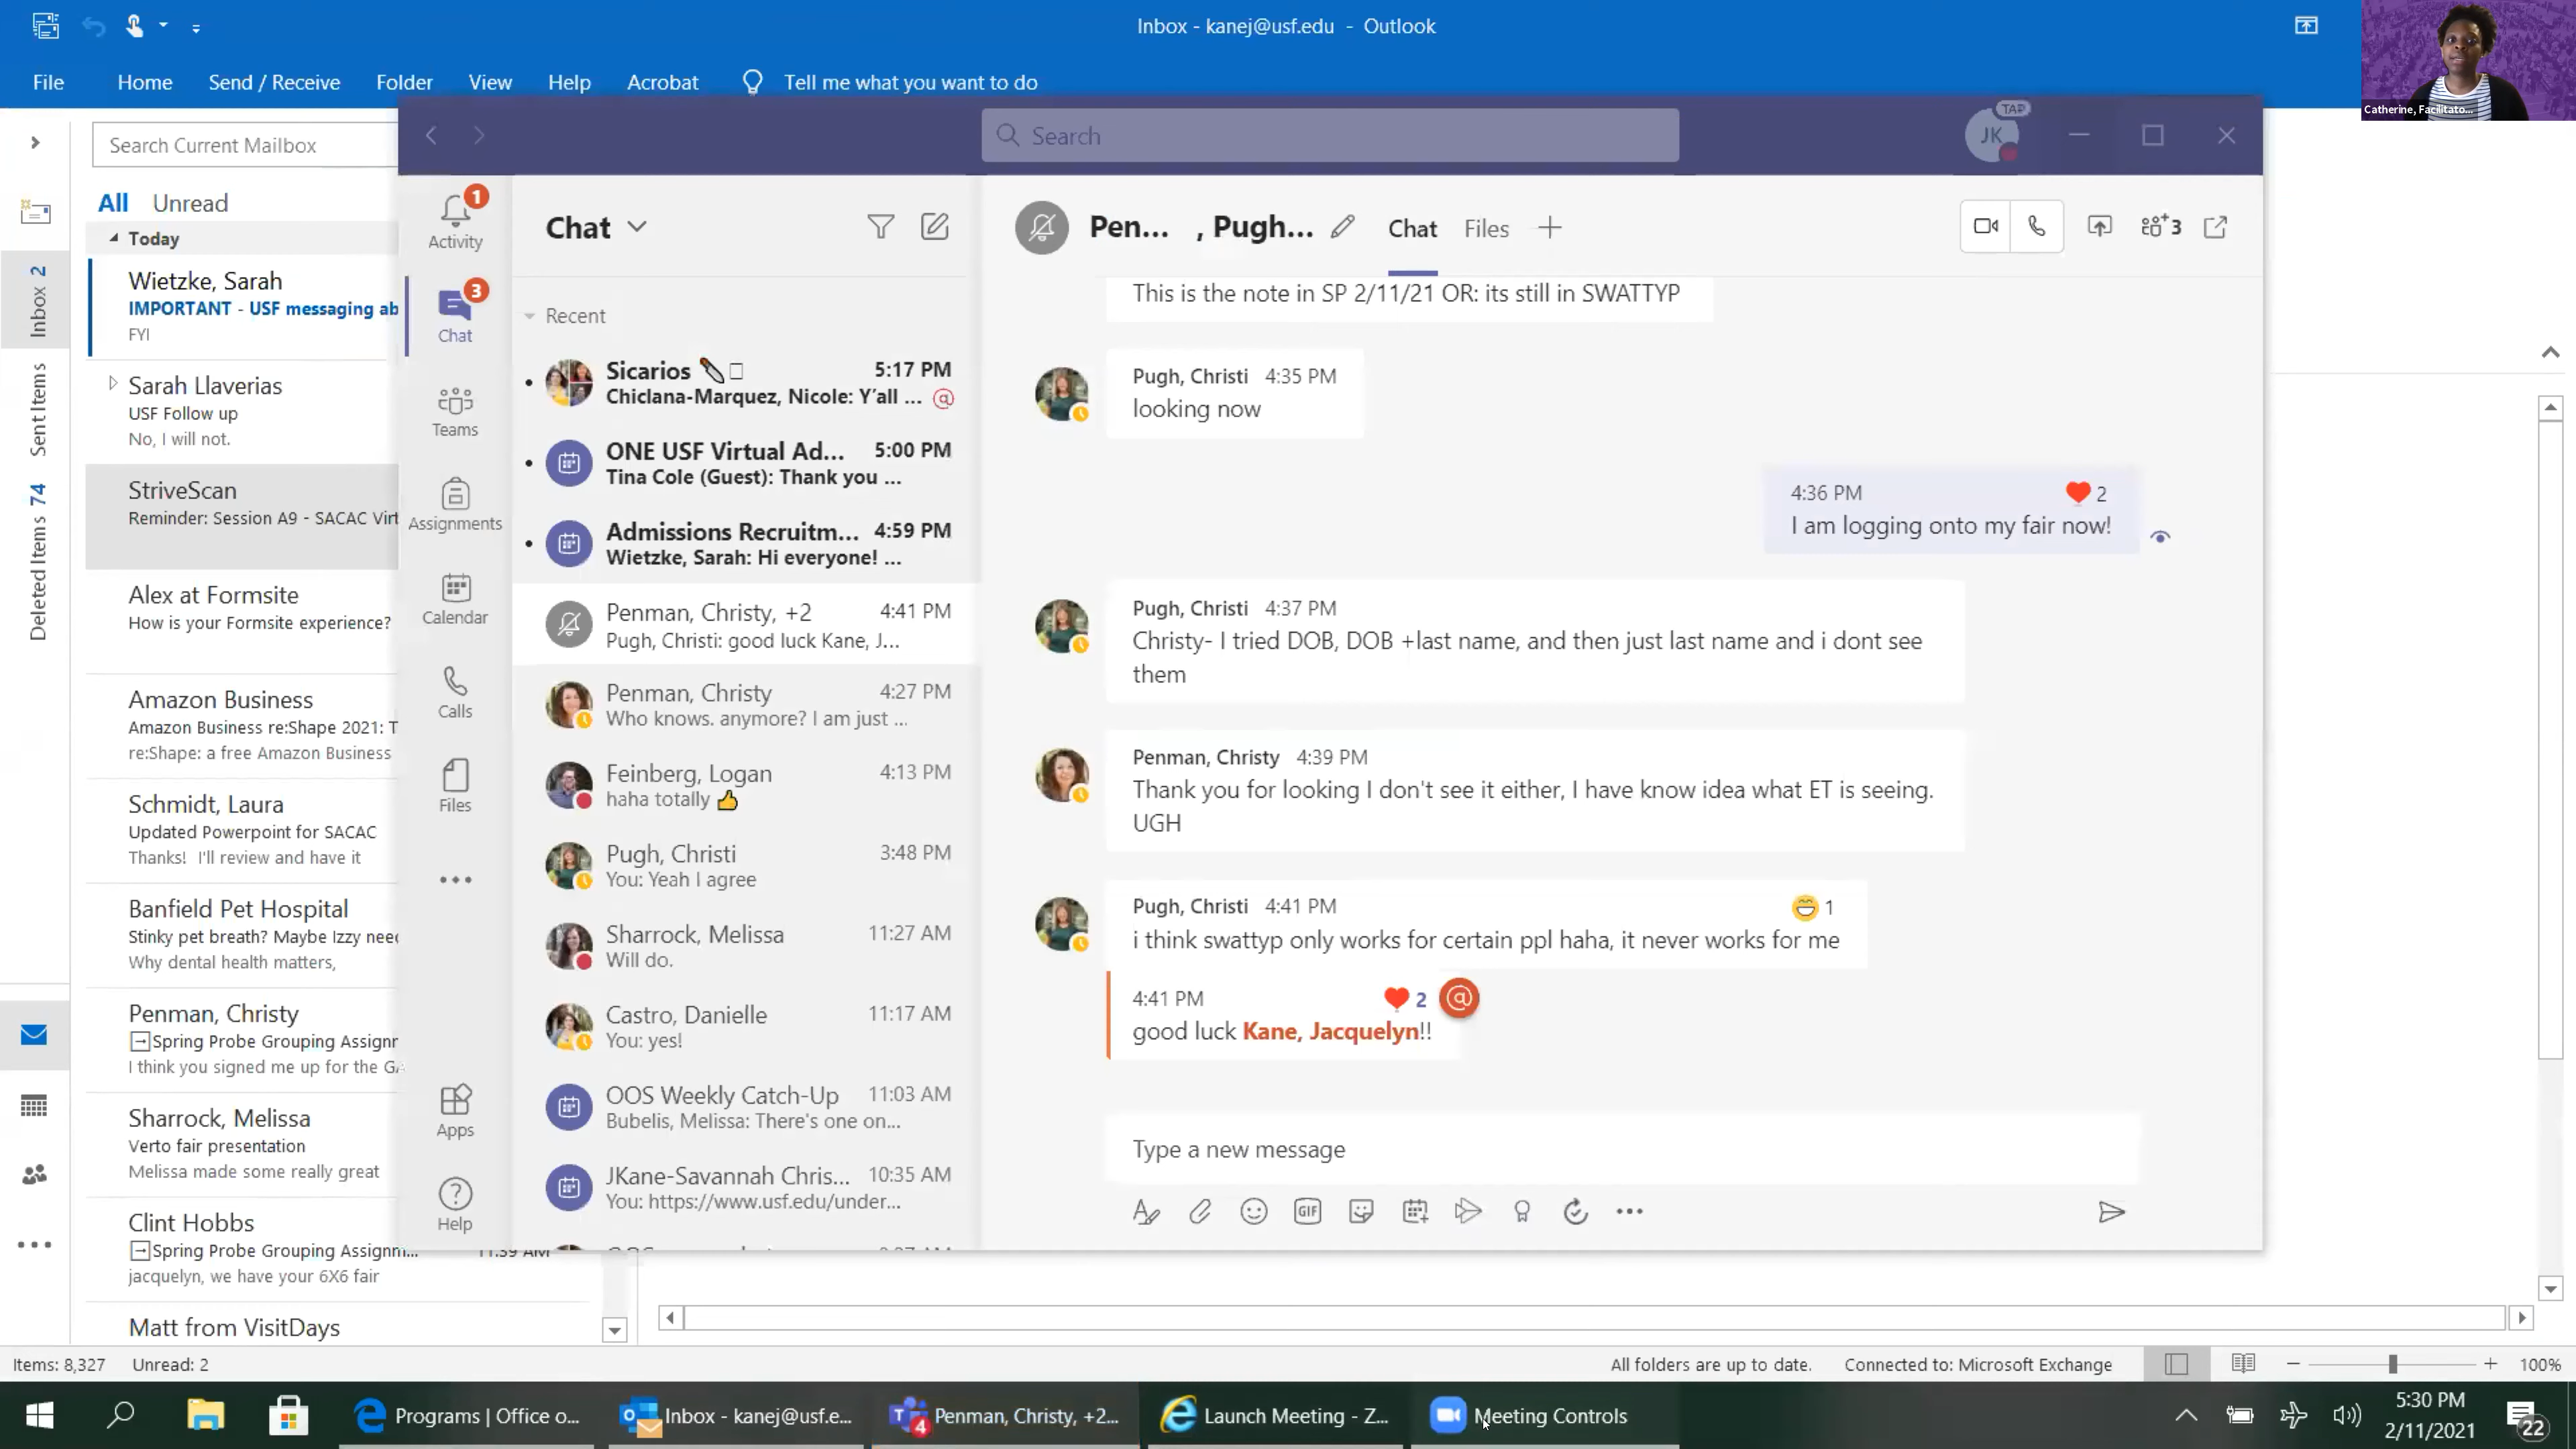 Inbox - kanej@usf.edu - Outlook
File Home Send / Receive Folder View Help Acrobat Tell me what you want to do
Catherine, Facilitato...
Search Current Mailbox
All Unread
Today
Wietzke, Sarah
IMPORTANT - USF messaging ab
FYI
Sarah Llaverias
USF Follow up
No, I will not.
StriveScan
Reminder: Session A9 - SACAC Virt
Alex at Formsite
How is your Formsite experience?
Amazon Business
Amazon Business re:Shape 2021: T
re:Shape: a free Amazon Business
Schmidt, Laura
Updated Powerpoint for SACAC
Thanks! I'll review and have it
Banfield Pet Hospital
Stinky pet breath? Maybe Izzy nee
Why dental health matters,
Penman, Christy
Spring Probe Grouping Assignm
I think you signed me up for the GA
Sharrock, Melissa
Verto fair presentation
Melissa made some really great
Clint Hobbs
Spring Probe Grouping Assignm... 11:39 AM
jacquelyn, we have your 6X6 fair
Matt from VisitDays
Inbox 2
Sent Items
Deleted Items 74
Search
JK
TAP
1
Activity
3
Chat
Teams
Assignments
Calendar
Calls
Files
Apps
Help
Chat
Recent
Sicarios 5:17 PM
Chiclana-Marquez, Nicole: Y'all ... @
ONE USF Virtual Ad... 5:00 PM
Tina Cole (Guest): Thank you ...
Admissions Recruitm... 4:59 PM
Wietzke, Sarah: Hi everyone! ...
Penman, Christy, +2 4:41 PM
Pugh, Christi: good luck Kane, J...
Penman, Christy 4:27 PM
Who knows. anymore? I am just ...
Feinberg, Logan 4:13 PM
haha totally
Pugh, Christi 3:48 PM
You: Yeah I agree
Sharrock, Melissa 11:27 AM
Will do.
Castro, Danielle 11:17 AM
You: yes!
OOS Weekly Catch-Up 11:03 AM
Bubelis, Melissa: There's one on...
JKane-Savannah Chris... 10:35 AM
You: https://www.usf.edu/under...
Pen... , Pugh... Chat Files
3
This is the note in SP 2/11/21 OR: its still in SWATTYP
Pugh, Christi 4:35 PM
looking now
4:36 PM 2
I am logging onto my fair now!
Pugh, Christi 4:37 PM
Christy- I tried DOB, DOB +last name, and then just last name and i dont see
them
Penman, Christy 4:39 PM
Thank you for looking I don't see it either, I have know idea what ET is seeing.
UGH
Pugh, Christi 4:41 PM 1
i think swattyp only works for certain ppl haha, it never works for me
4:41 PM 2 @
good luck Kane, Jacquelyn!!
Type a new message
GIF
Items: 8,327 Unread: 2
All folders are up to date. Connected to: Microsoft Exchange 100%
Programs | Office o... Inbox - kanej@usf.e... 4 Penman, Christy, +2... Launch Meeting - Z... Meeting Controls
5:30 PM
2/11/2021
22